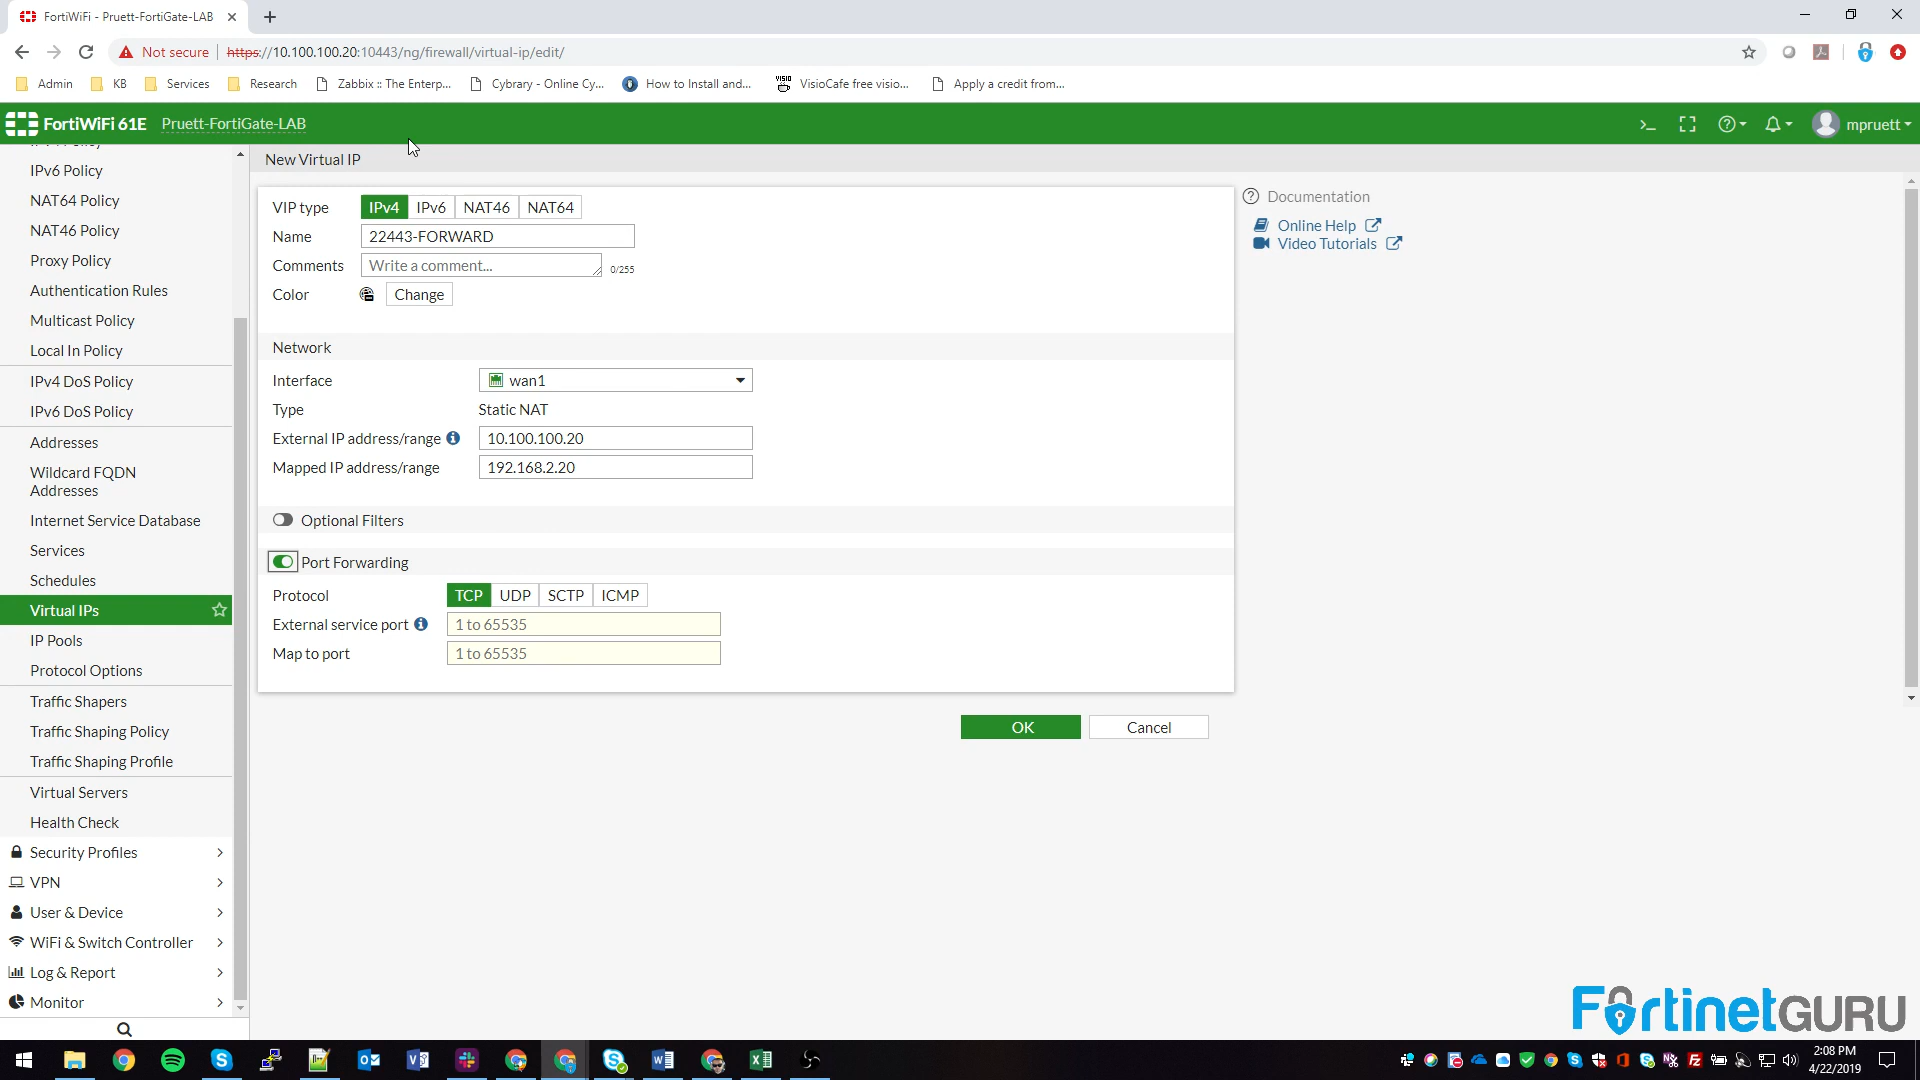 FortiWiFi - Pruett-FortiGate-LAB
Not secure
https://10.100.100.20:10443/ng/firewall/virtual-ip/edit/
Admin
KB
Services
Research
Zabbix :: The Enterp...
Cybrary - Online Cy...
How to Install and...
VISIO
VisioCafe free visio...
Apply a credit from...
FortiWiFi 61E
Pruett-FortiGate-LAB
>_
mpruett
IPv6 Policy
NAT64 Policy
NAT46 Policy
Proxy Policy
Authentication Rules
Multicast Policy
Local In Policy
IPv4 DoS Policy
IPv6 DoS Policy
Addresses
Wildcard FQDN
Addresses
Internet Service Database
Services
Schedules
Virtual IPs
IP Pools
Protocol Options
Traffic Shapers
Traffic Shaping Policy
Traffic Shaping Profile
Virtual Servers
Health Check
Security Profiles
VPN
User & Device
WiFi & Switch Controller
Log & Report
Monitor
New Virtual IP
VIP type IPv4 IPv6 NAT46 NAT64
Name 22443-FORWARD
Comments Write a comment... 0/255
Color Change
Network
Interface wan1
Type Static NAT
External IP address/range 10.100.100.20
Mapped IP address/range 192.168.2.20
Optional Filters
Port Forwarding
Protocol TCP UDP SCTP ICMP
External service port 1 to 65535
Map to port 1 to 65535
OK Cancel
Documentation
Online Help
Video Tutorials
FortinetGURU
2:08 PM
4/22/2019